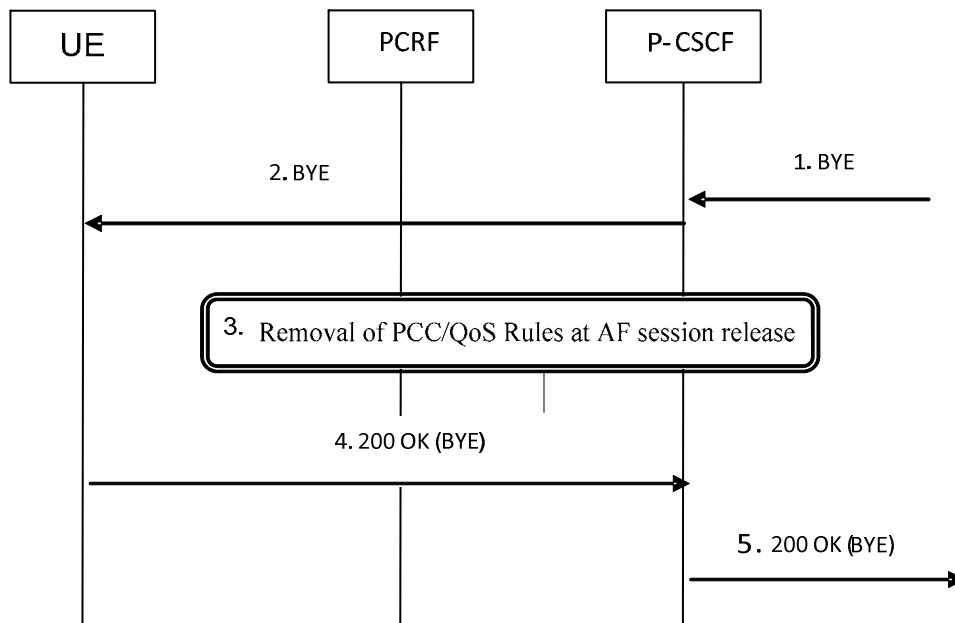 UE
PCRF
P-CSCF
1. BYE
2. BYE
3. Removal of PCC/QoS Rules at AF session release
4. 200 OK (BYE)
5. 200 OK (BYE)